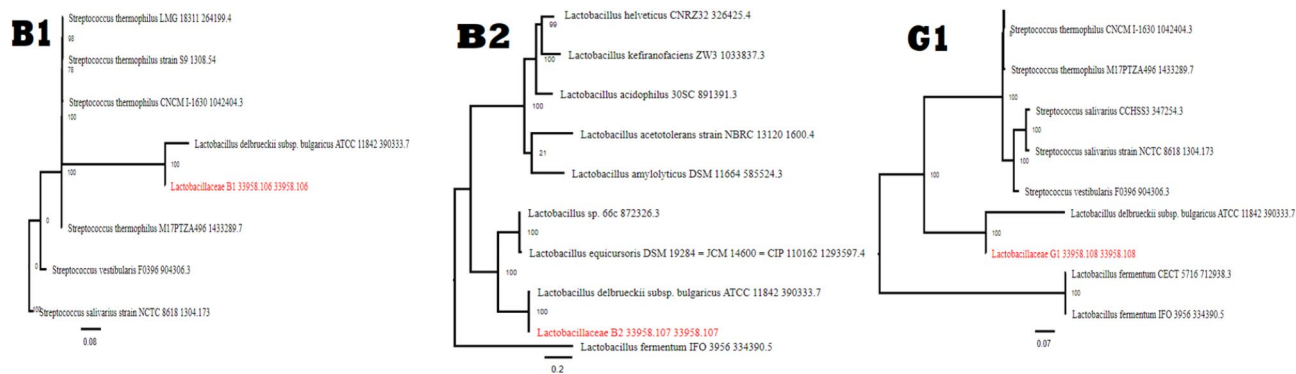 B1
Streptococcus thermophilus LMG 18311 264199.4
98
Streptococcus thermophilus strain S9 1308.54
78
Streptococcus thermophilus CNCM I-1630 1042404.3
100
Lactobacillus delbrueckii subsp. bulgaricus ATCC 11842 390333.7
100
100
Lactobacillaceae B1 33958.106 33958.106
0
Streptococcus thermophilus M17PTZA496 1433289.7
0
Streptococcus vestibularis F0396 904306.3
100
Streptococcus salivarius strain NCTC 8618 1304.173
0.08
B2
Lactobacillus helveticus CNRZ32 326425.4
99
Lactobacillus kefiranofaciens ZW3 1033837.3
100
Lactobacillus acidophilus 30SC 891391.3
100
Lactobacillus acetotolerans strain NBRC 13120 1600.4
21
Lactobacillus amylolyticus DSM 11664 585524.3
Lactobacillus sp. 66c 872326.3
100
Lactobacillus equicursoris DSM 19284 = JCM 14600 = CIP 110162 1293597.4
100
Lactobacillus delbrueckii subsp. bulgaricus ATCC 11842 390333.7
100
Lactobacillaceae B2 33958.107 33958.107
Lactobacillus fermentum IFO 3956 334390.5
0.2
G1
Streptococcus thermophilus CNCM I-1630 1042404.3
Streptococcus thermophilus M17PTZA496 1433289.7
100
Streptococcus salivarius CCHSS3 347254.3
100
Streptococcus salivarius strain NCTC 8618 1304.173
100
100
Streptococcus vestibularis F0396 904306.3
Lactobacillus delbrueckii subsp. bulgaricus ATCC 11842 390333.7
100
Lactobacillaceae G1 33958.108 33958.108
Lactobacillus fermentum CECT 5716 712938.3
100
Lactobacillus fermentum IFO 3956 334390.5
0.07